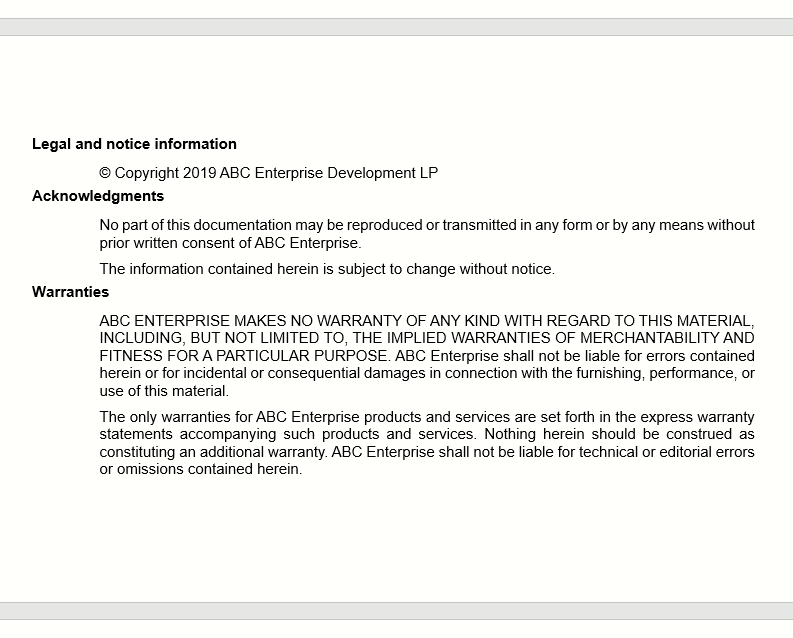 Legal and notice information
© Copyright 2019 ABC Enterprise Development LP
Acknowledgments
No part of this documentation may be reproduced or transmitted in any form or by any means without
prior written consent of ABC Enterprise.
The information contained herein is subject to change without notice.
Warranties
ABC ENTERPRISE MAKES NO WARRANTY OF ANY KIND WITH REGARD TO THIS MATERIAL,
INCLUDING, BUT NOT LIMITED TO, THE IMPLIED WARRANTIES OF MERCHANTABILITY AND
FITNESS FOR A PARTICULAR PURPOSE. ABC Enterprise shall not be liable for errors contained
herein or for incidental or consequential damages in connection with the furnishing, performance, or
use of this material.
The only warranties for ABC Enterprise products and services are set forth in the express warranty
statements accompanying such products and services. Nothing herein should be construed as
constituting an additional warranty. ABC Enterprise shall not be liable for technical or editorial errors
or omissions contained herein.